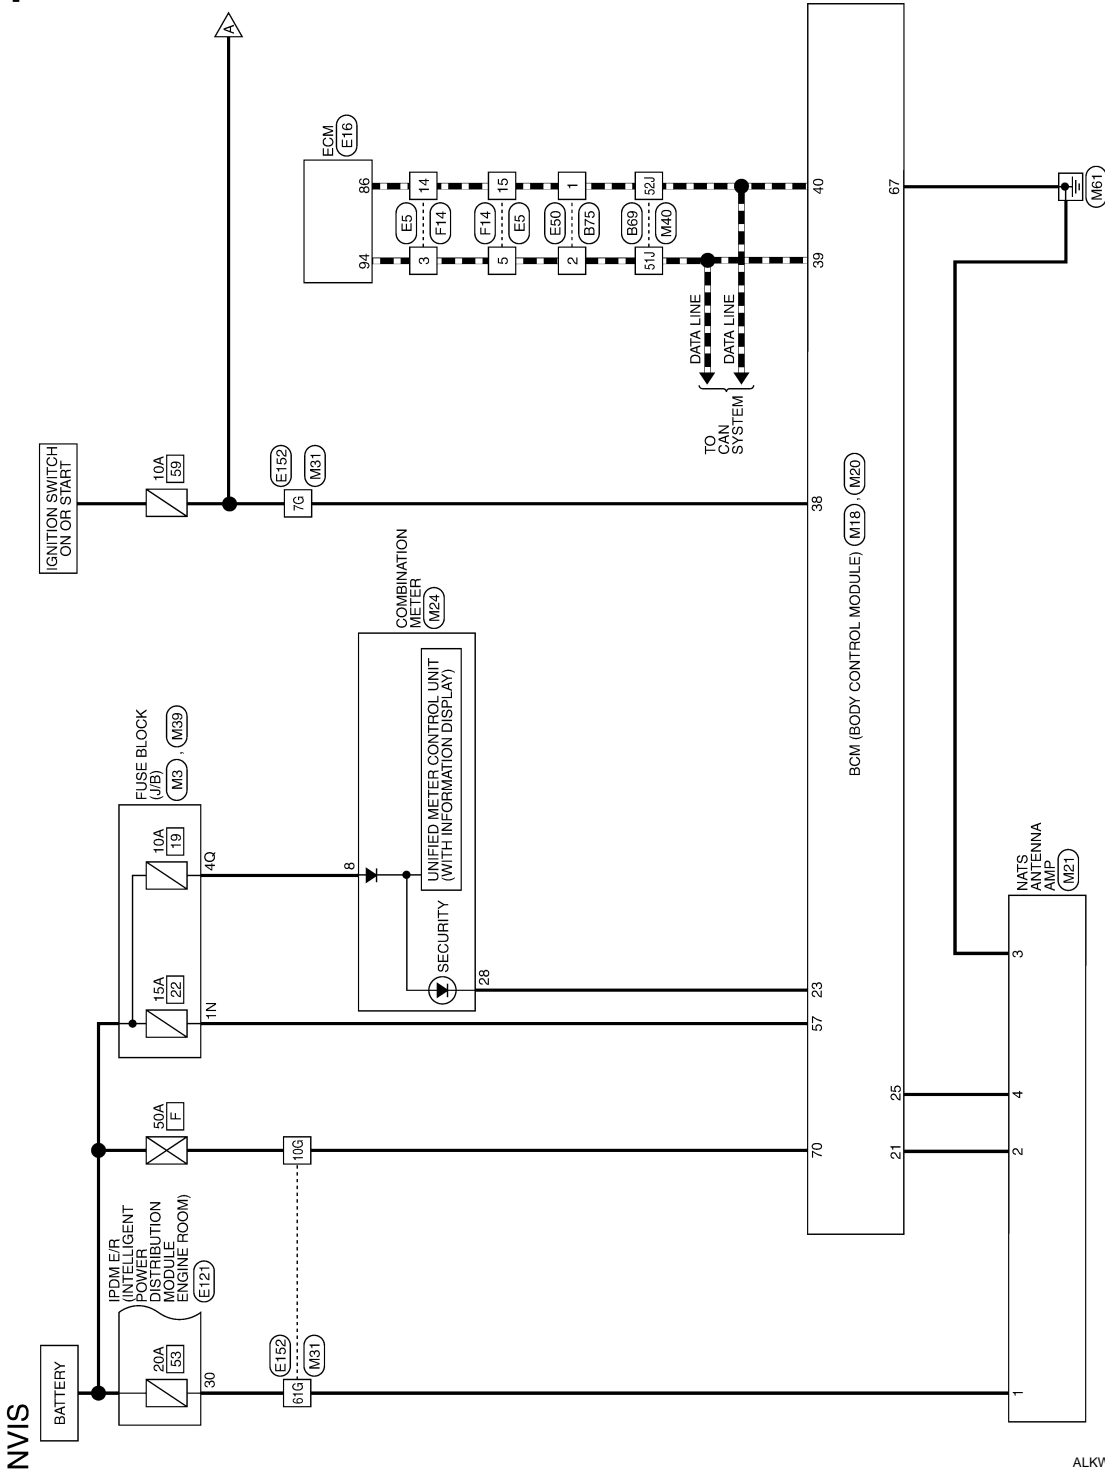 NVIS
BATTERY
IPDM E/R
(INTELLIGENT
POWER
DISTRIBUTION
MODULE
ENGINE ROOM)
E121
20A
53
30
E152
61G
M31
50A
F
10G
FUSE BLOCK
(J/B)
M3 , M39
15A
22
1N
10A
19
4Q
COMBINATION
METER
M24
8
UNIFIED METER CONTROL UNIT
(WITH INFORMATION DISPLAY)
SECURITY
28
IGNITION SWITCH
ON OR START
10A
59
E152
7G
M31
A
ECM
E16
94
86
3
E5
F14
14
5
F14
E5
15
2
E50
B75
1
51J
B69
M40
52J
DATA LINE
DATA LINE
TO
CAN
SYSTEM
70
57
23
38
39
40
BCM (BODY CONTROL MODULE) M18 , M20
21
25
67
M61
NATS
ANTENNA
AMP
M21
1
2
4
3
ALKW